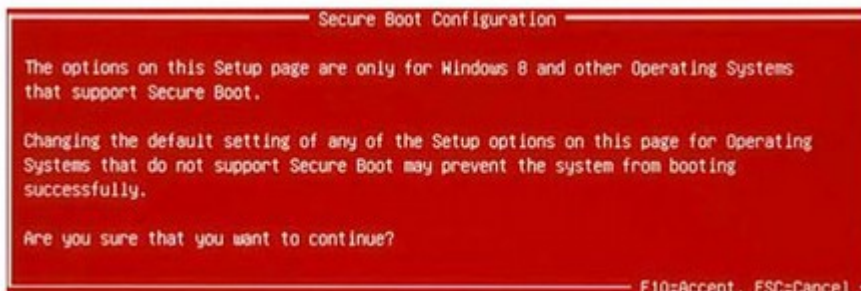 Secure Boot Configuration
The options on this Setup page are only for Windows 8 and other Operating Systems
that support Secure Boot.
Changing the default setting of any of the Setup options on this page for Operating
Systems that do not support Secure Boot may prevent the system from booting
successfully.
Are you sure that you want to continue?
F10=Accept, ESC=Cancel